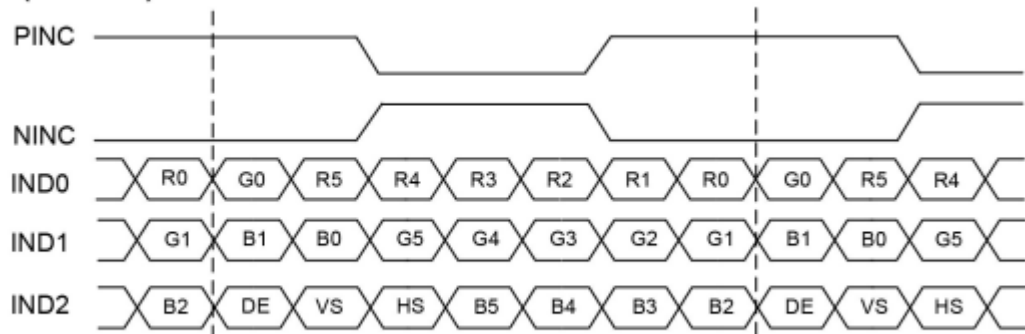 PINC
NINC
IND0 R0 G0 R5 R4 R3 R2 R1 R0 G0 R5 R4
IND1 G1 B1 B0 G5 G4 G3 G2 G1 B1 B0 G5
IND2 B2 DE VS HS B5 B4 B3 B2 DE VS HS